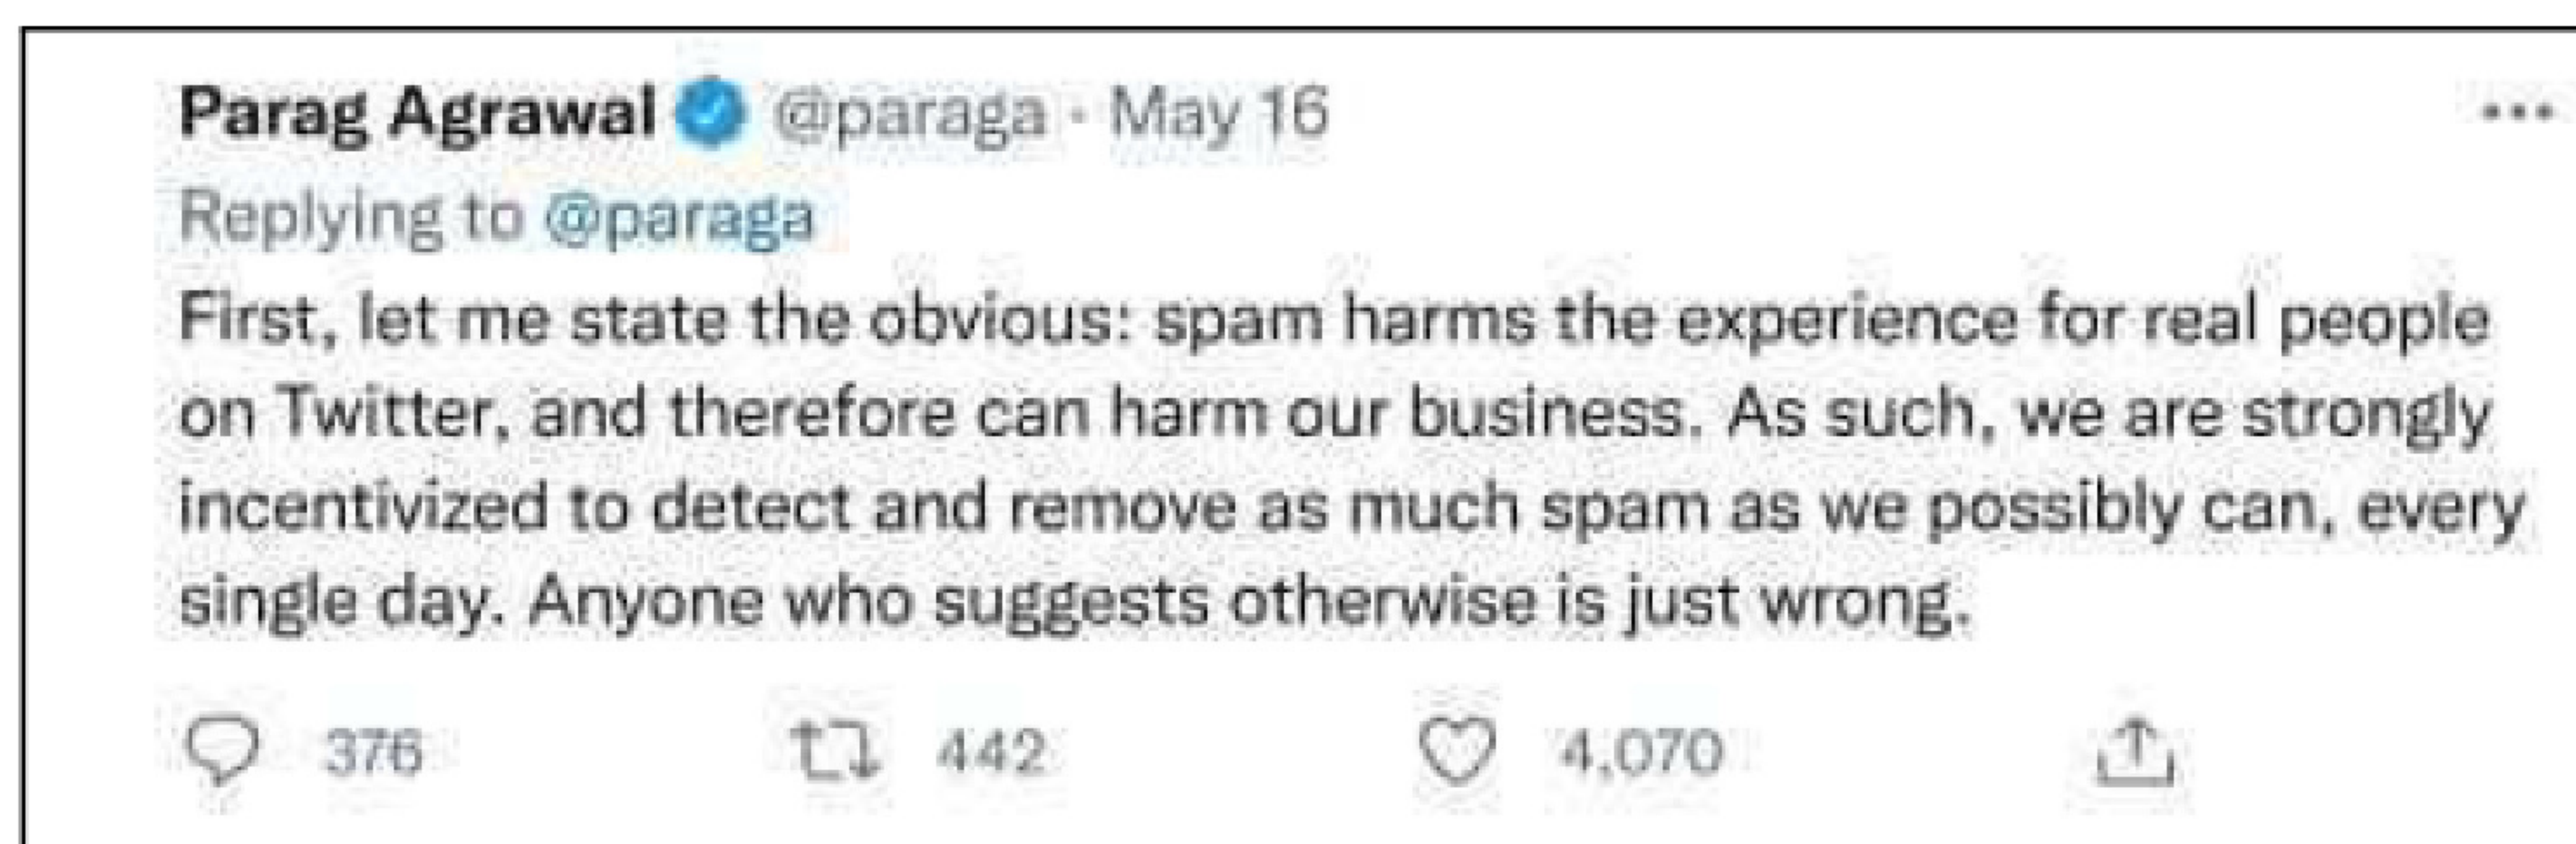 Parag Agrawal @paraga · May 16
Replying to @paraga
First, let me state the obvious: spam harms the experience for real people
on Twitter, and therefore can harm our business. As such, we are strongly
incentivized to detect and remove as much spam as we possibly can, every
single day. Anyone who suggests otherwise is just wrong.
376 442 4,070